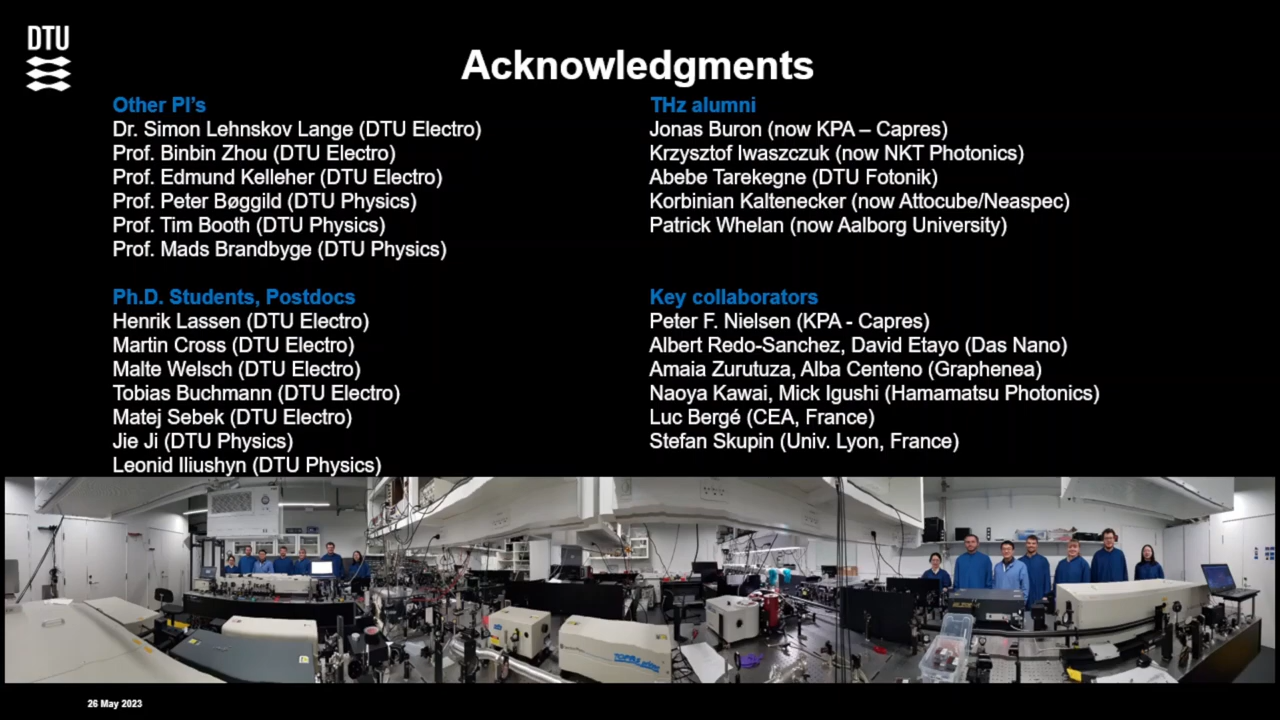 DTU
Acknowledgments
Other PI's
Dr. Simon Lehnskov Lange (DTU Electro)
Prof. Binbin Zhou (DTU Electro)
Prof. Edmund Kelleher (DTU Electro)
Prof. Peter Bøggild (DTU Physics)
Prof. Tim Booth (DTU Physics)
Prof. Mads Brandbyge (DTU Physics)
Ph.D. Students, Postdocs
Henrik Lassen (DTU Electro)
Martin Cross (DTU Electro)
Malte Welsch (DTU Electro)
Tobias Buchmann (DTU Electro)
Matej Sebek (DTU Electro)
Jie Ji (DTU Physics)
Leonid Iliushyn (DTU Physics)
THz alumni
Jonas Buron (now KPA – Capres)
Krzysztof Iwaszczuk (now NKT Photonics)
Abebe Tarekegne (DTU Fotonik)
Korbinian Kaltenecker (now Attocube/Neaspec)
Patrick Whelan (now Aalborg University)
Key collaborators
Peter F. Nielsen (KPA - Capres)
Albert Redo-Sanchez, David Etayo (Das Nano)
Amaia Zurutuza, Alba Centeno (Graphenea)
Naoya Kawai, Mick Igushi (Hamamatsu Photonics)
Luc Bergé (CEA, France)
Stefan Skupin (Univ. Lyon, France)
26 May 2023